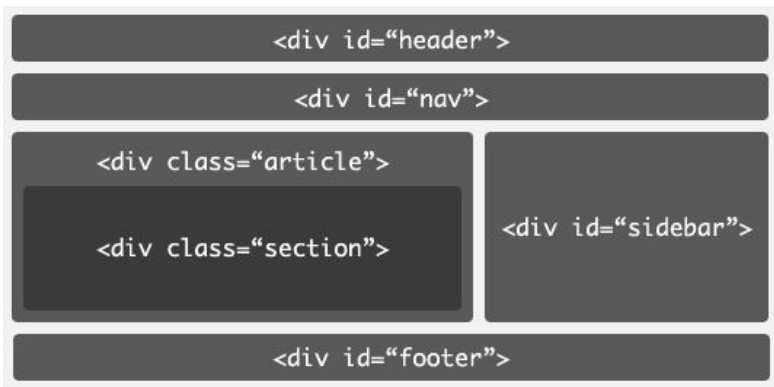 <div id=“header”>
<div id=“nav”>
<div class=“article”>
<div class=“section”>
<div id=“sidebar”>
<div id=“footer”>